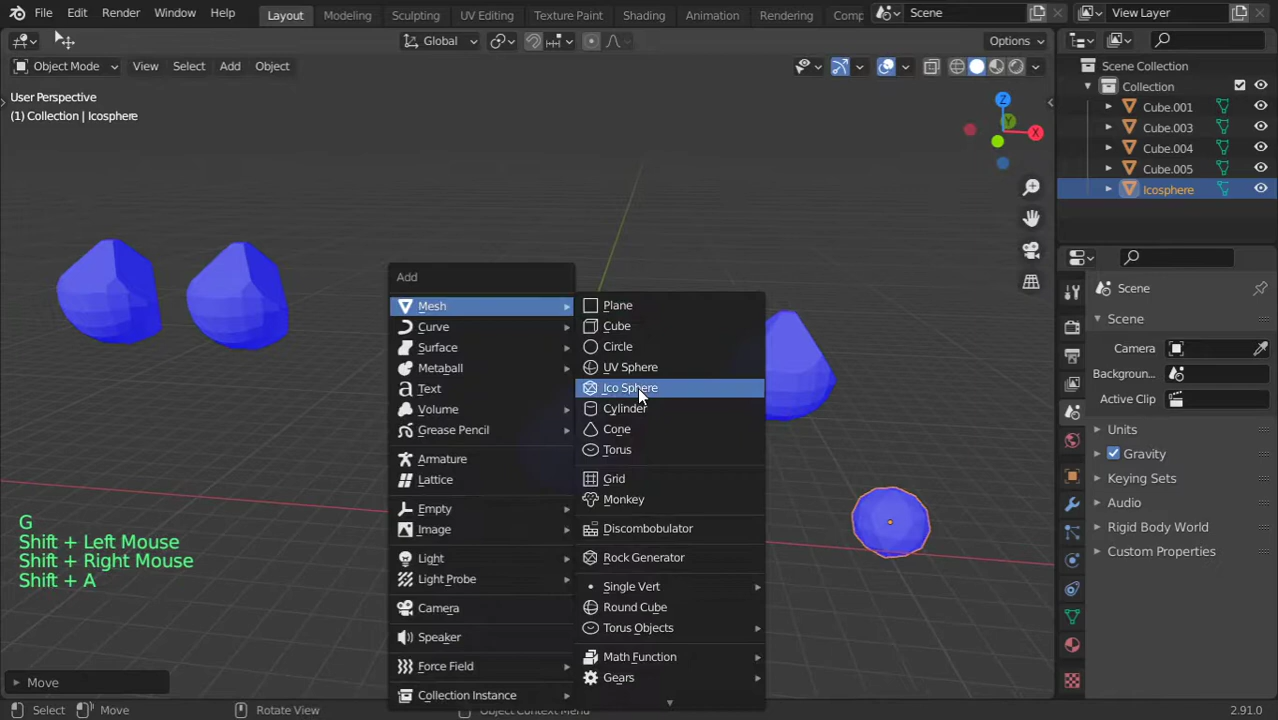 File Edit Render Window Help Layout Modeling Sculpting UV Editing Texture Paint Shading Animation Rendering Comp Scene View Layer
Global Options
Object Mode View Select Add Object
User Perspective
(1) Collection | Icosphere
Z
Y
X
Scene Collection
Collection
Cube.001
Cube.003
Cube.004
Cube.005
Icosphere
Scene
Scene
Camera
Backgroun..
Active Clip
Units
Gravity
Keying Sets
Audio
Rigid Body World
Custom Properties
Add
Mesh
Curve
Surface
Metaball
Text
Volume
Grease Pencil
Armature
Lattice
Empty
Image
Light
Light Probe
Camera
Speaker
Force Field
Collection Instance
Plane
Cube
Circle
UV Sphere
Ico Sphere
Cylinder
Cone
Torus
Grid
Monkey
Discombobulator
Rock Generator
Single Vert
Round Cube
Torus Objects
Math Function
Gears
G
Shift + Left Mouse
Shift + Right Mouse
Shift + A
Move
Select Move Rotate View Object Context Menu 2.91.0